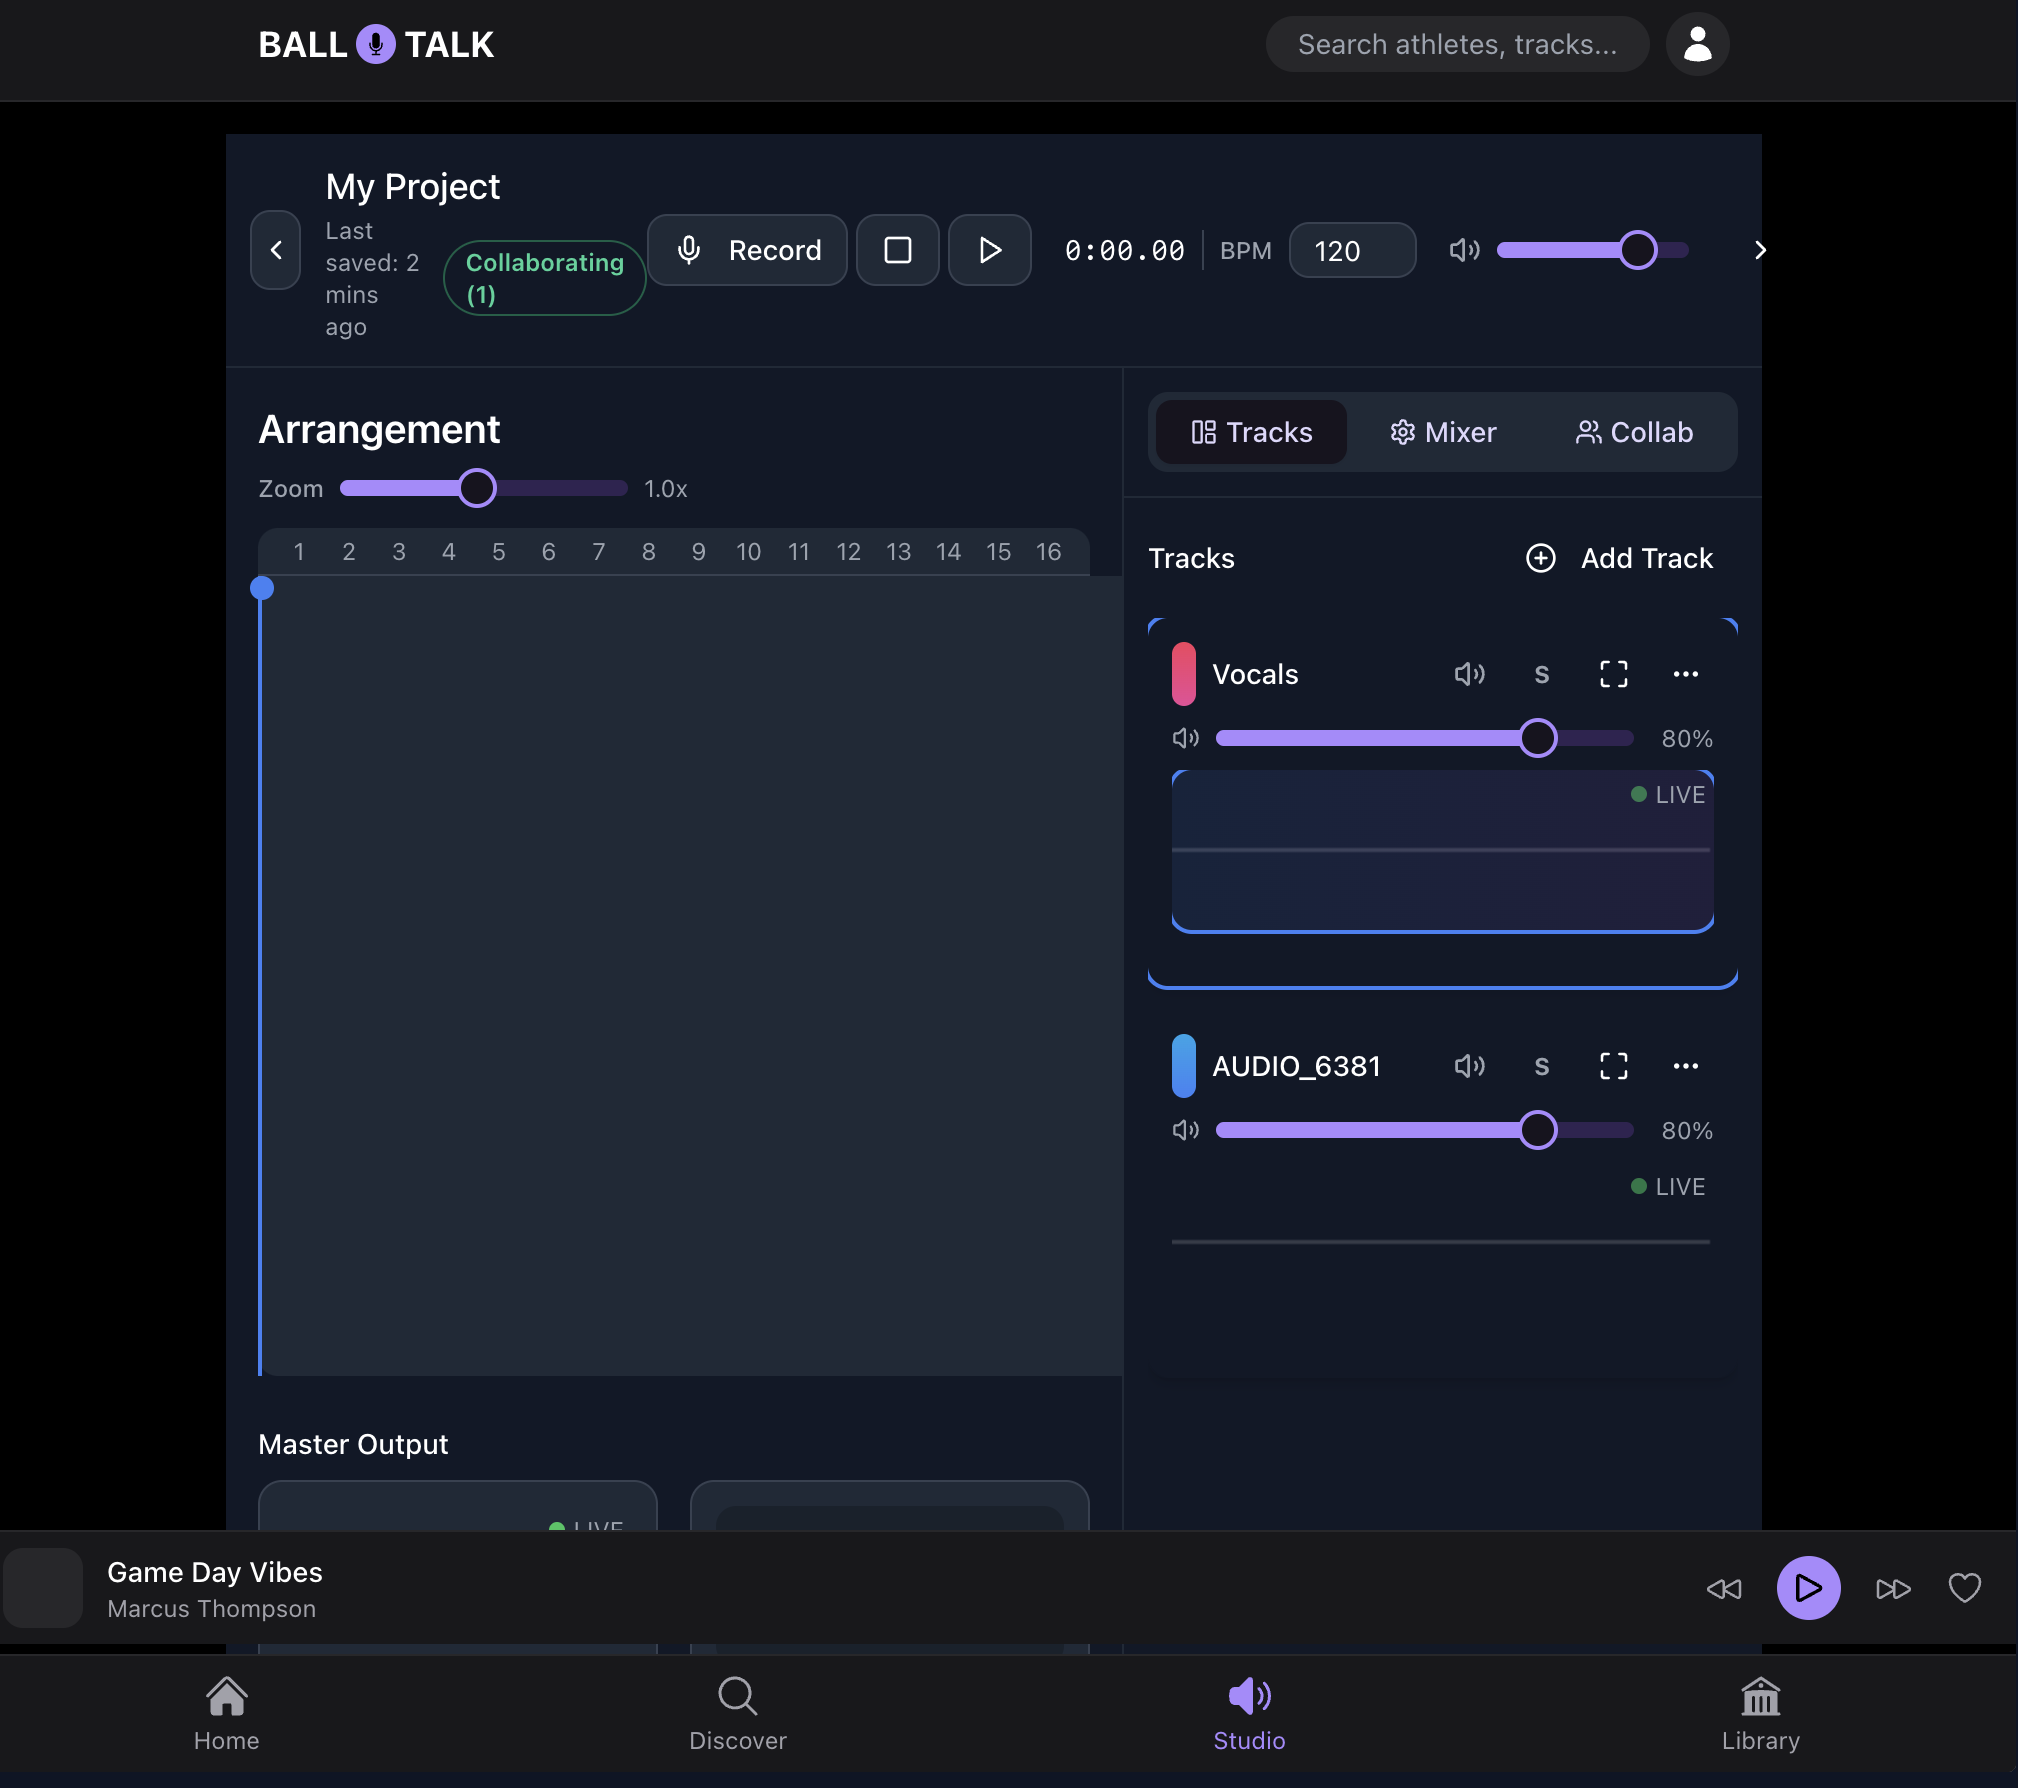 BALL TALK
Search athletes, tracks...
My Project
Last
saved: 2
mins
ago
Collaborating
(1)
Record
0:00.00
BPM
120
Arrangement
Zoom
1.0x
1 2 3 4 5 6 7 8 9 10 11 12 13 14 15 16
Tracks
Mixer
Collab
Tracks
Add Track
Vocals
S
80%
LIVE
AUDIO_6381
S
80%
LIVE
Master Output
LIVE
Game Day Vibes
Marcus Thompson
Home
Discover
Studio
Library